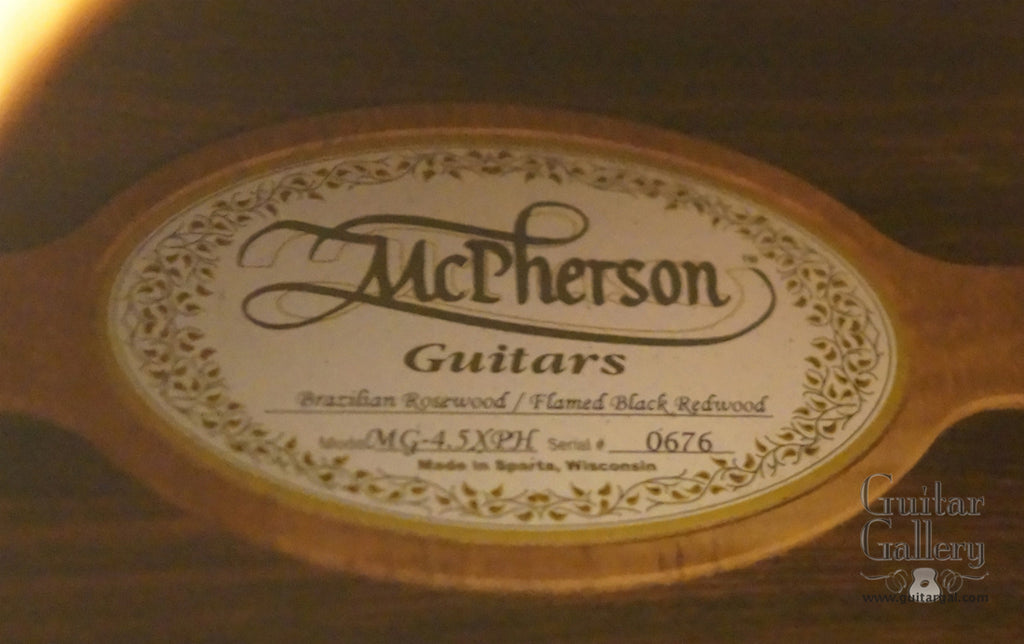 McPherson ™
Guitars
Brazilian Rosewood / Flamed Black Redwood
Model MG-4.5XPH Serial # 0676
Made in Sparta, Wisconsin
Guitar
Gallery
www.guitargal.com